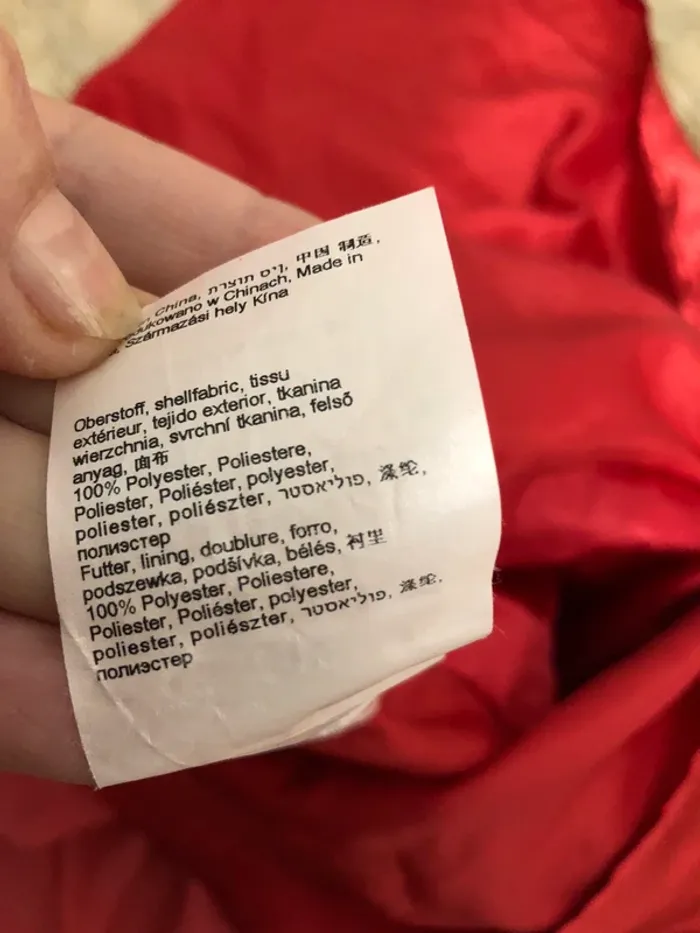 China, תוצרת סין, 中国 制造,
dukowano w Chinach, Made in
Származási hely Kína
Oberstoff, shellfabric, tissu
extérieur, tejido exterior, tkanina
wierzchnia, svrchní tkanina, felső
anyag, 面布
100% Polyester, Poliestere,
Poliester, Poliéster, polyester,
poliester, poliészter, פוליאסטר, 涤纶,
полиэстер
Futter, lining, doublure, forro,
podszewka, podšívka, bélés, 衬里
100% Polyester, Poliestere,
Poliester, Poliéster, polyester,
poliester, poliészter, פוליאסטר, 涤纶,
полиэстер